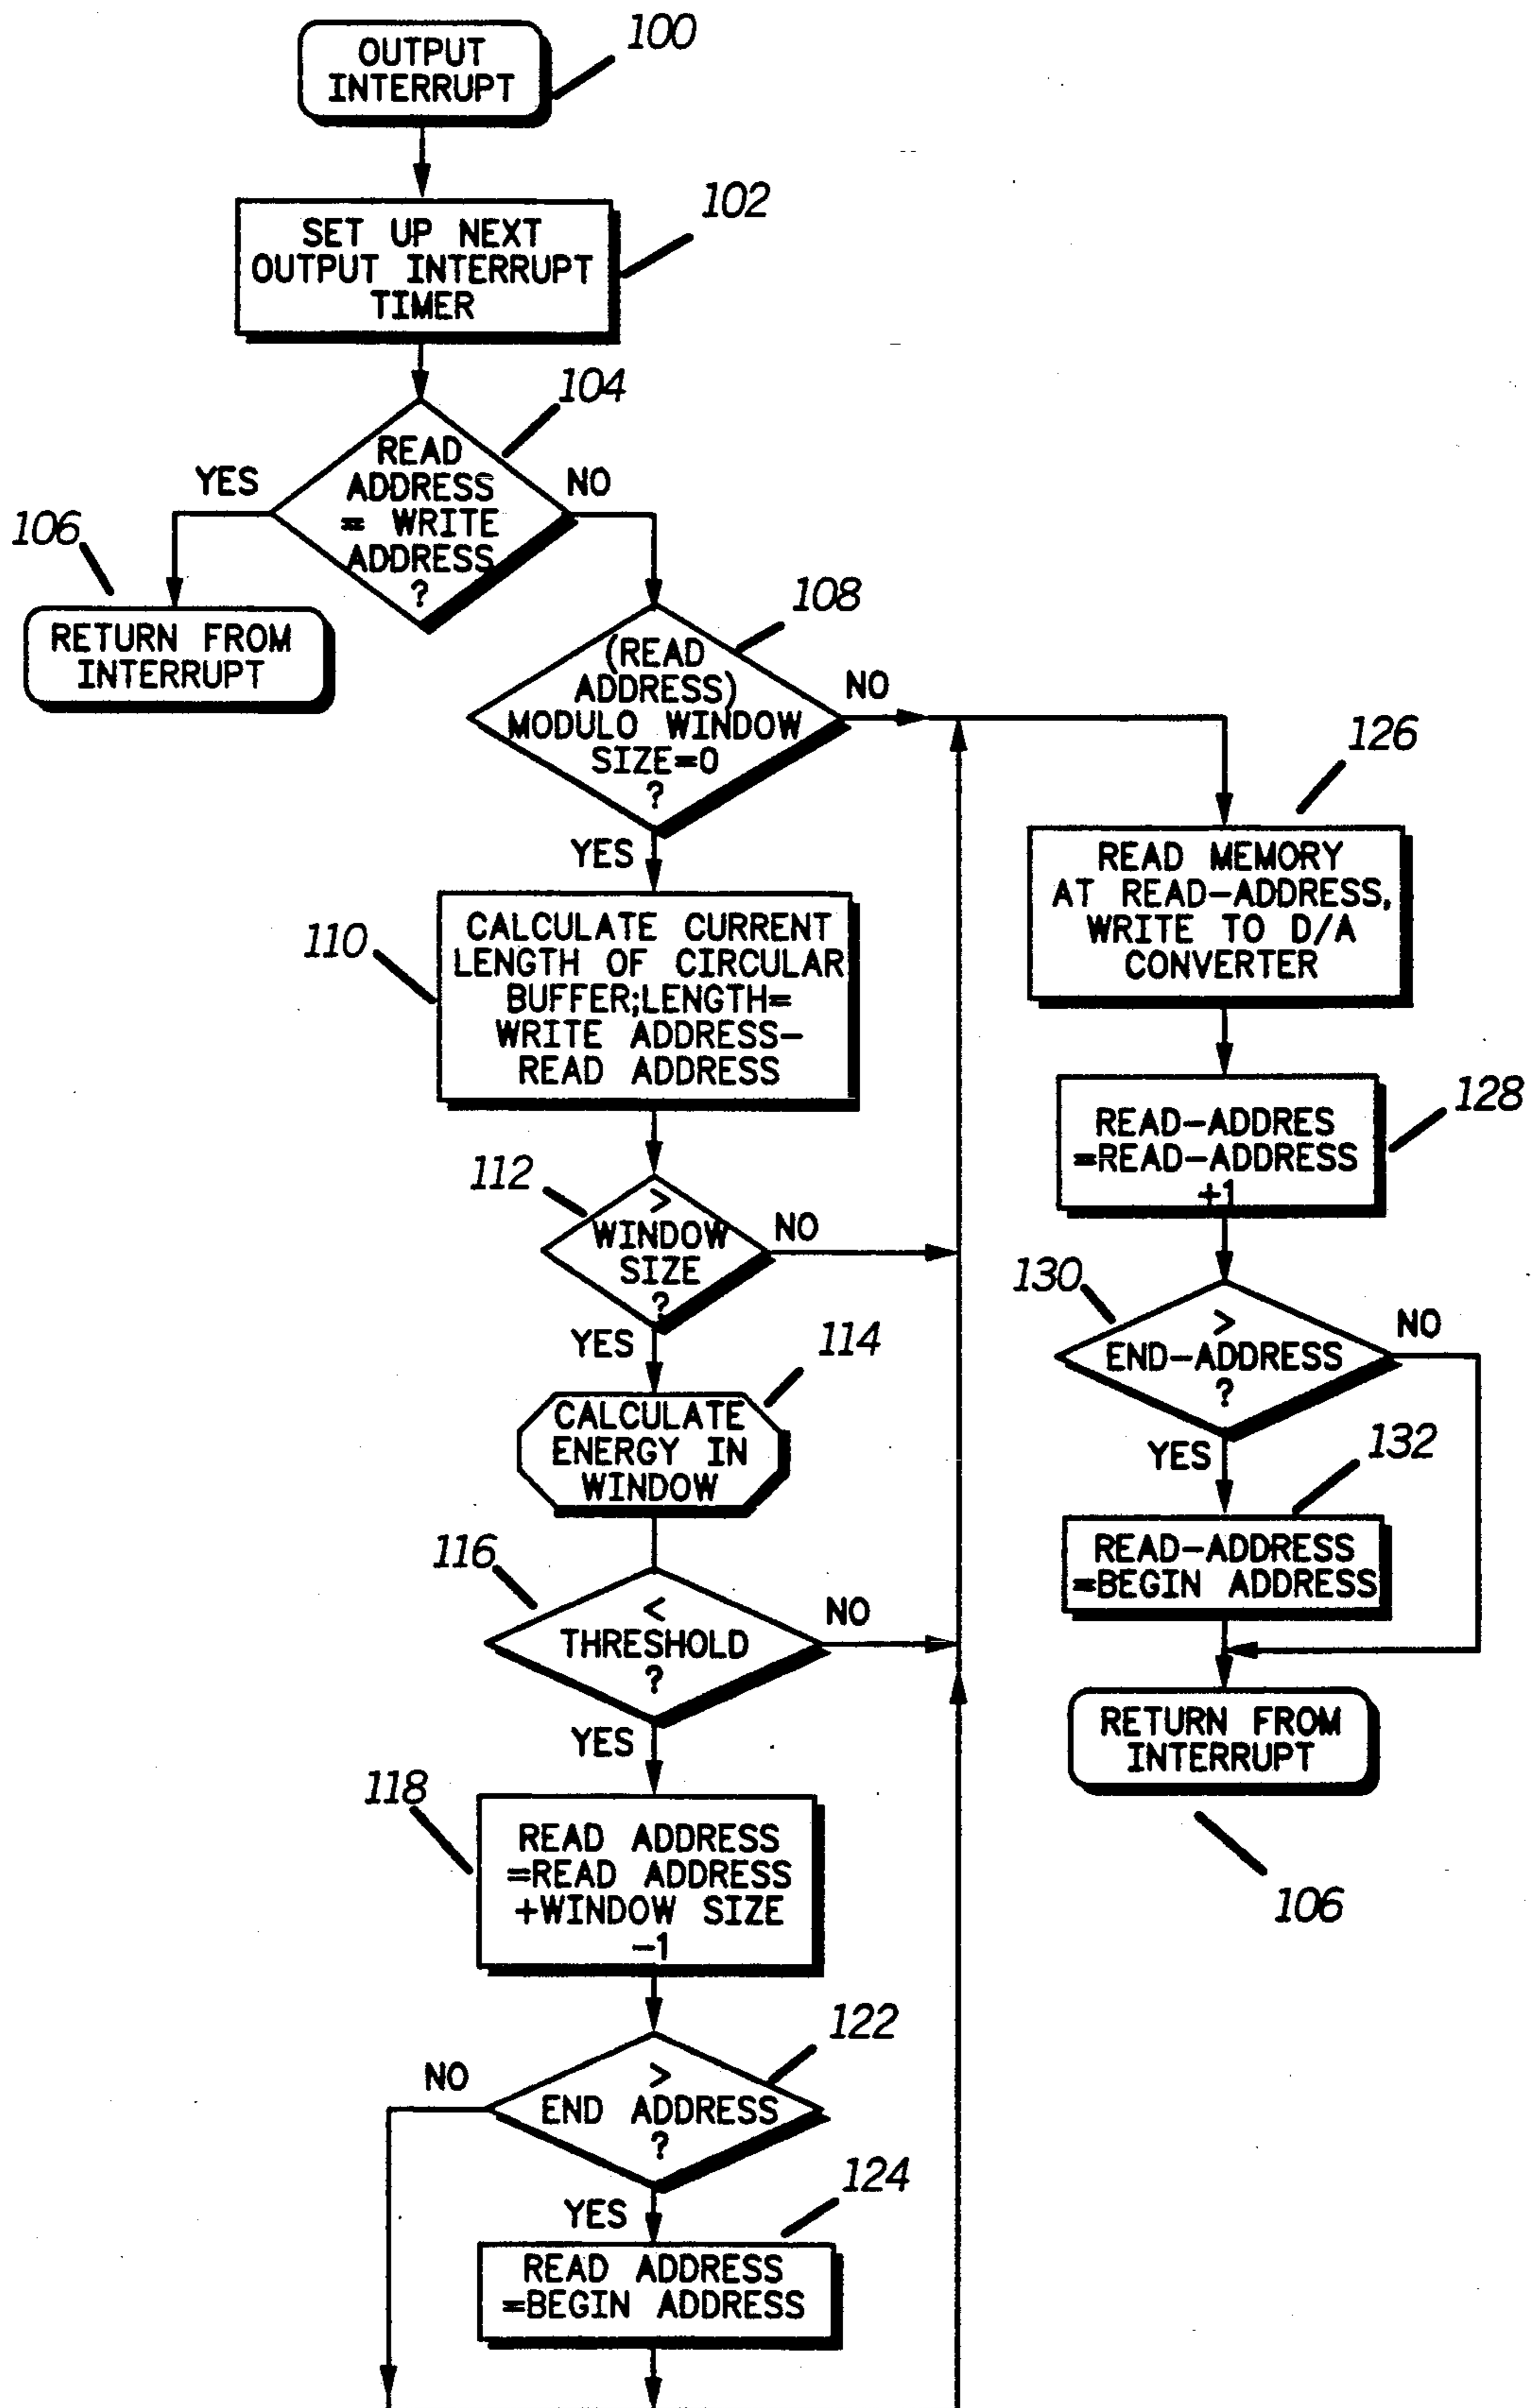 100
OUTPUT
INTERRUPT
102
SET UP NEXT
OUTPUT INTERRUPT
TIMER
104
READ
ADDRESS
= WRITE
ADDRESS
?
YES
NO
106
RETURN FROM
INTERRUPT
108
(READ
ADDRESS)
MODULO WINDOW
SIZE=0
?
NO
YES
110
CALCULATE CURRENT
LENGTH OF CIRCULAR
BUFFER;LENGTH=
WRITE ADDRESS-
READ ADDRESS
112
>
WINDOW
SIZE
?
NO
YES
114
CALCULATE
ENERGY IN
WINDOW
116
<
THRESHOLD
?
NO
YES
118
READ ADDRESS
=READ ADDRESS
+WINDOW SIZE
-1
122
>
END ADDRESS
?
NO
YES
124
READ ADDRESS
=BEGIN ADDRESS
126
READ MEMORY
AT READ-ADDRESS,
WRITE TO D/A
CONVERTER
128
READ-ADDRES
=READ-ADDRESS
+1
130
>
END-ADDRESS
?
NO
YES
132
READ-ADDRESS
=BEGIN ADDRESS
RETURN FROM
INTERRUPT
106